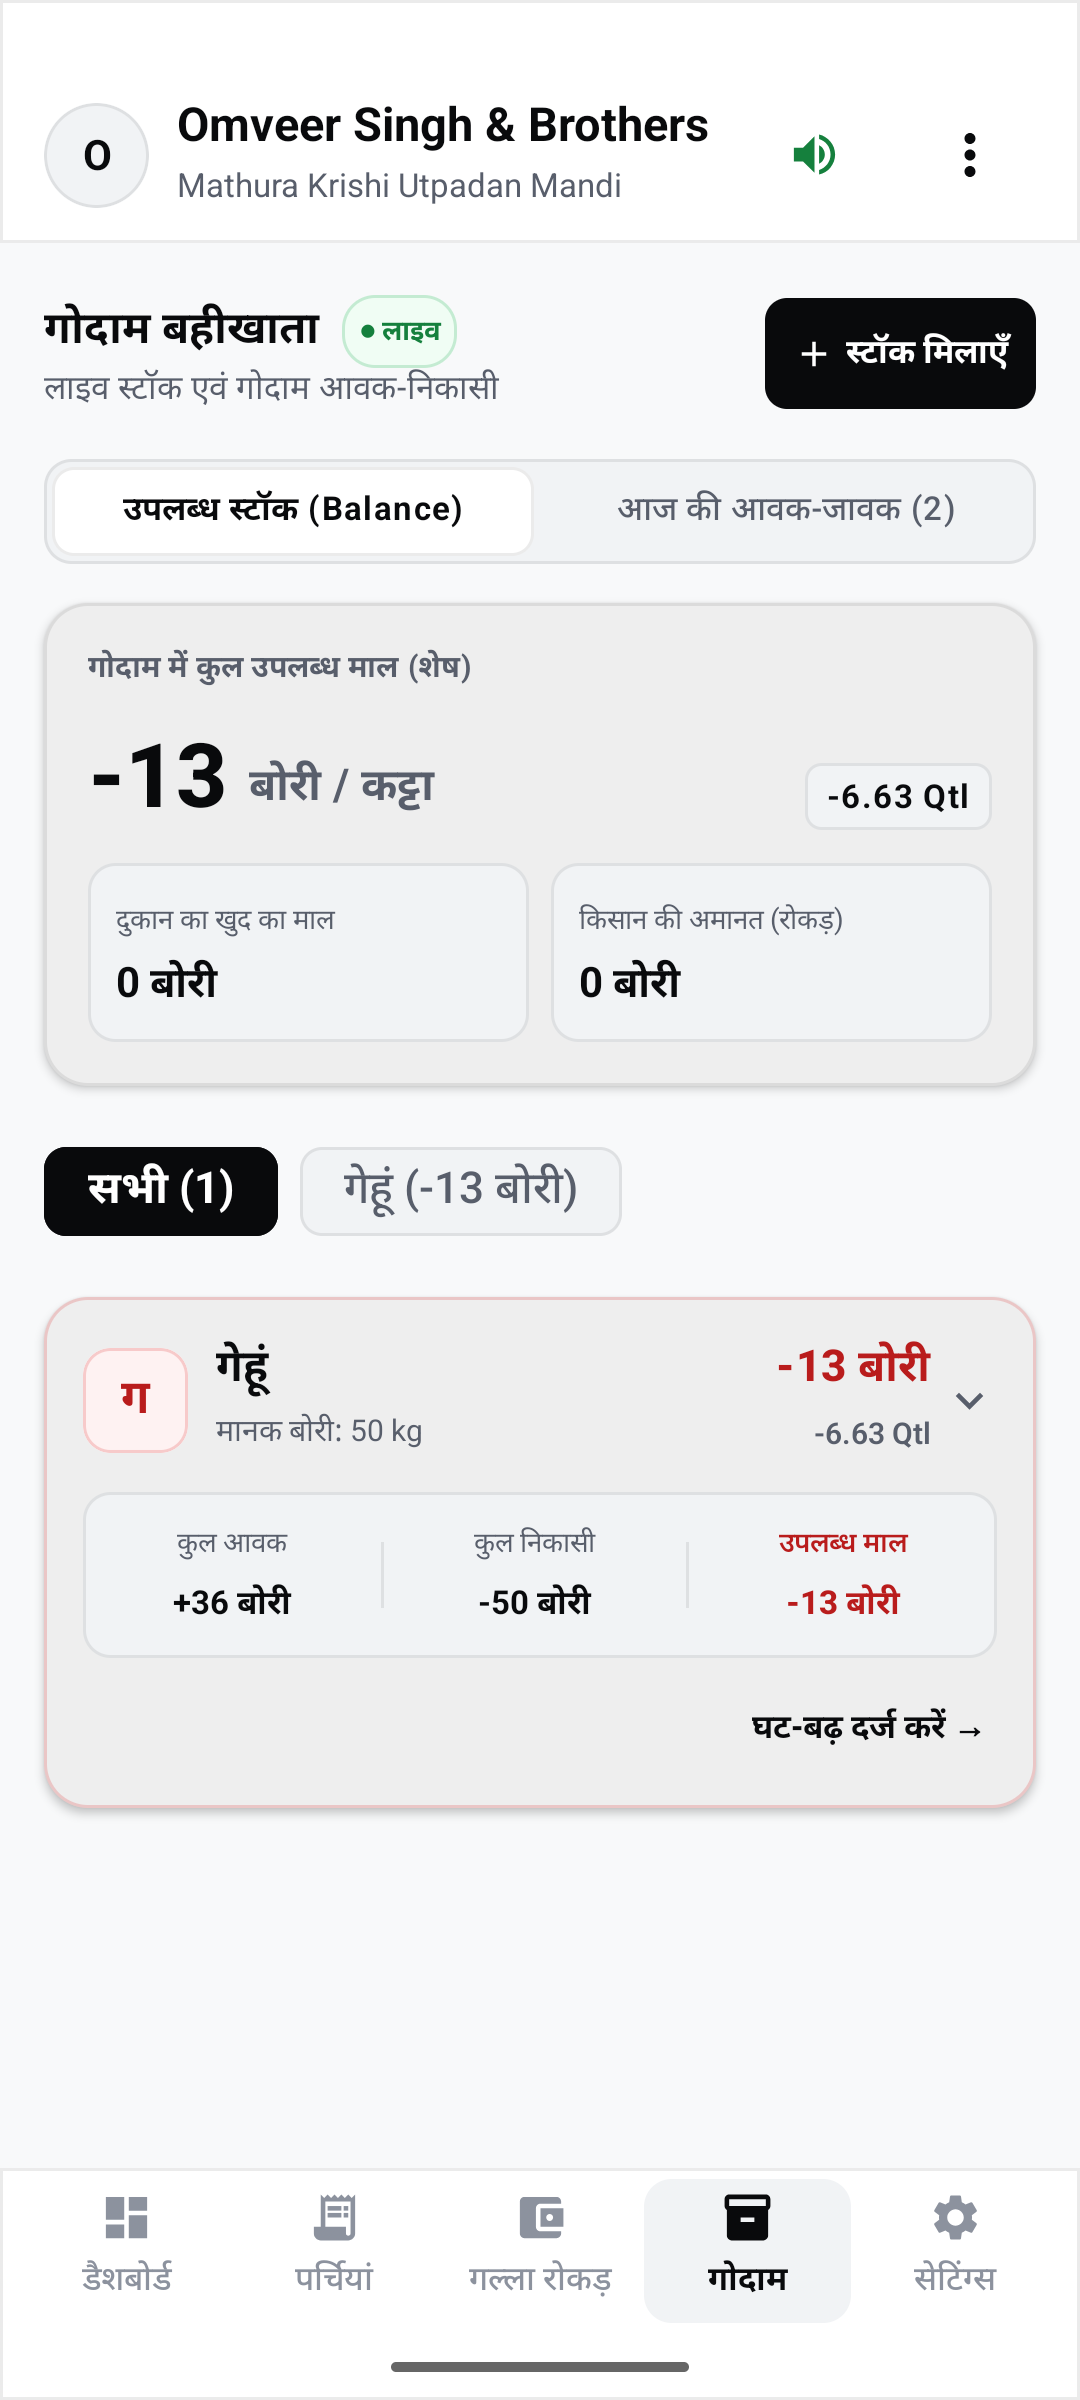 O
Omveer Singh & Brothers
Mathura Krishi Utpadan Mandi
गोदाम बहीखाता
• लाइव
लाइव स्टॉक एवं गोदाम आवक-निकासी
+ स्टॉक मिलाएँ
उपलब्ध स्टॉक (Balance)
आज की आवक-जावक (2)
गोदाम में कुल उपलब्ध माल (शेष)
-13 बोरी / कट्टा
-6.63 Qtl
दुकान का खुद का माल
0 बोरी
किसान की अमानत (रोकड़)
0 बोरी
सभी (1)
गेहूं (-13 बोरी)
ग
गेहूं
मानक बोरी: 50 kg
-13 बोरी
-6.63 Qtl
कुल आवक
+36 बोरी
कुल निकासी
-50 बोरी
उपलब्ध माल
-13 बोरी
घट-बढ़ दर्ज करें →
डैशबोर्ड
पर्चियां
गल्ला रोकड़
गोदाम
सेटिंग्स